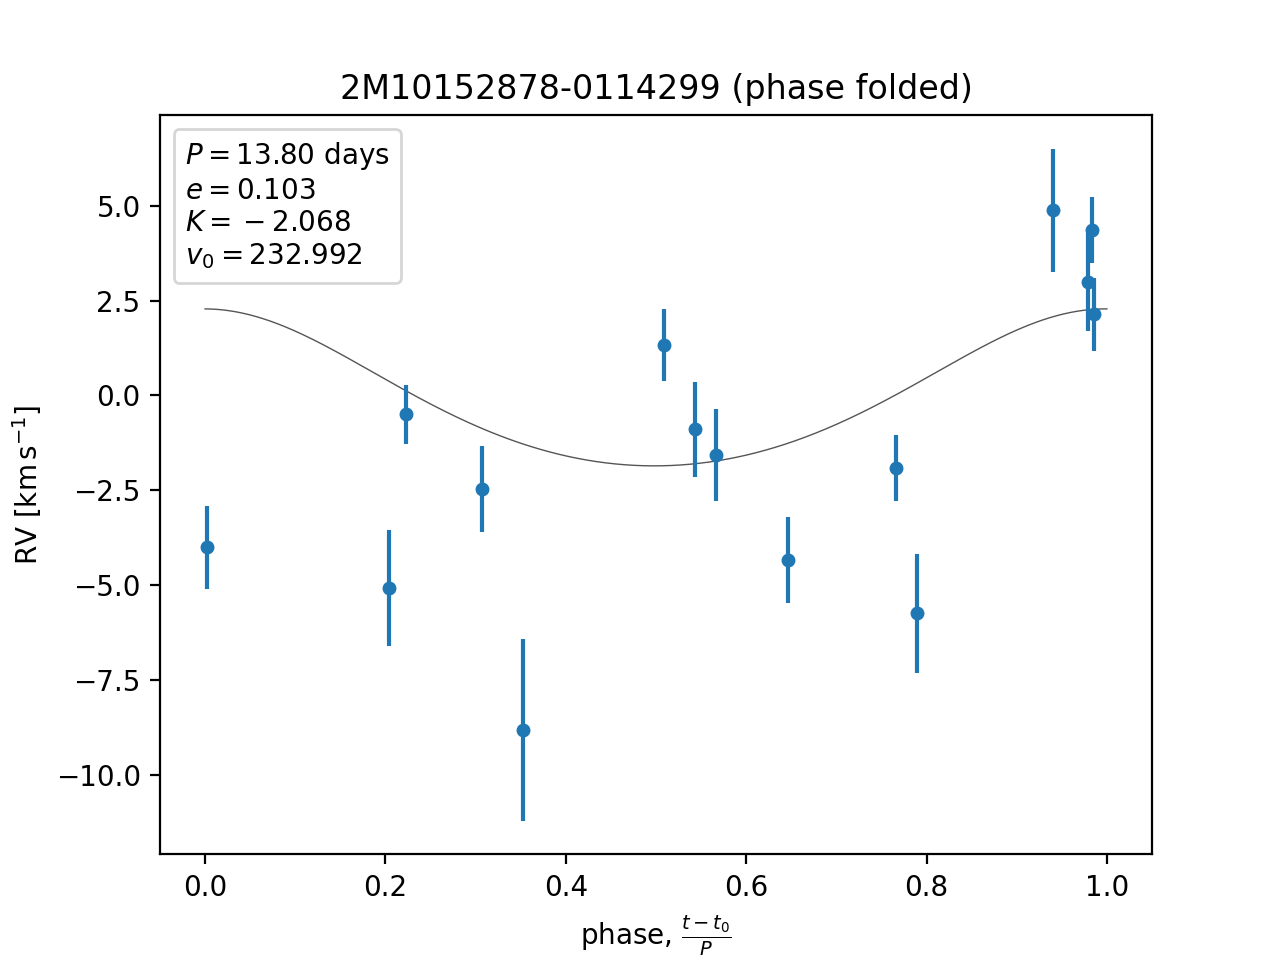 2M10152878-0114299 (phase folded)
P = 13.80 days
e = 0.103
K = −2.068
v₀ = 232.992
5.0
2.5
0.0
−2.5
−5.0
−7.5
−10.0
RV [km s⁻¹]
0.0 0.2 0.4 0.6 0.8 1.0
phase, (t − t₀)/P